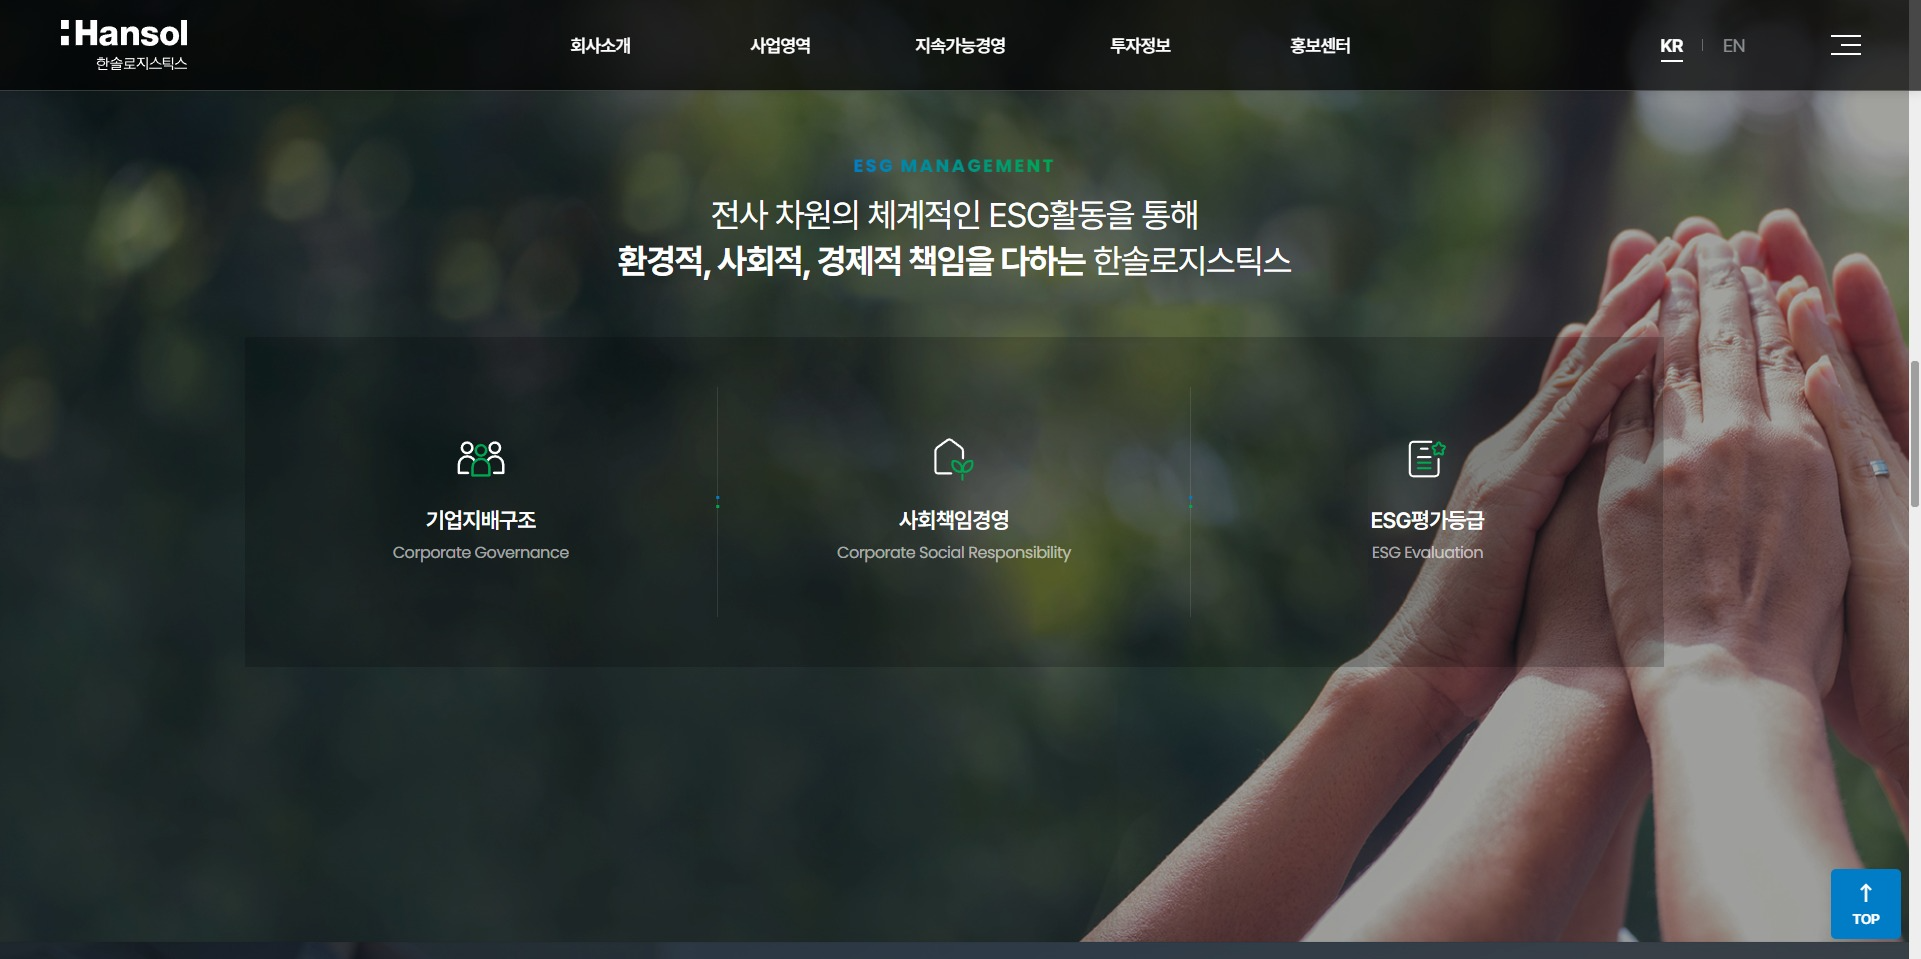 Hansol
한솔로지스틱스
회사소개
사업영역
지속가능경영
투자정보
홍보센터
KR
EN
ESG MANAGEMENT
전사 차원의 체계적인 ESG활동을 통해
환경적, 사회적, 경제적 책임을 다하는 한솔로지스틱스
기업지배구조
Corporate Governance
사회책임경영
Corporate Social Responsibility
ESG평가등급
ESG Evaluation
TOP